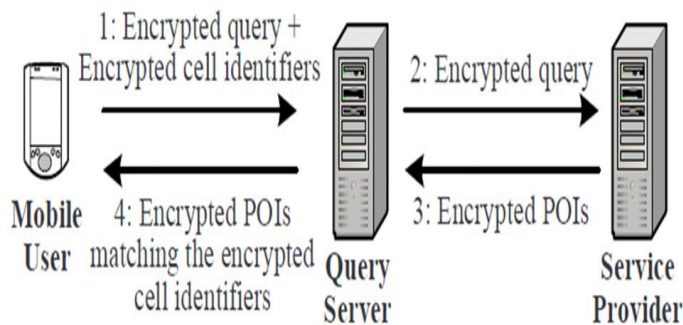 1: Encrypted query +
Encrypted cell identifiers
2: Encrypted query
3: Encrypted POIs
4: Encrypted POIs
matching the encrypted
cell identifiers
Mobile
User
Query
Server
Service
Provider